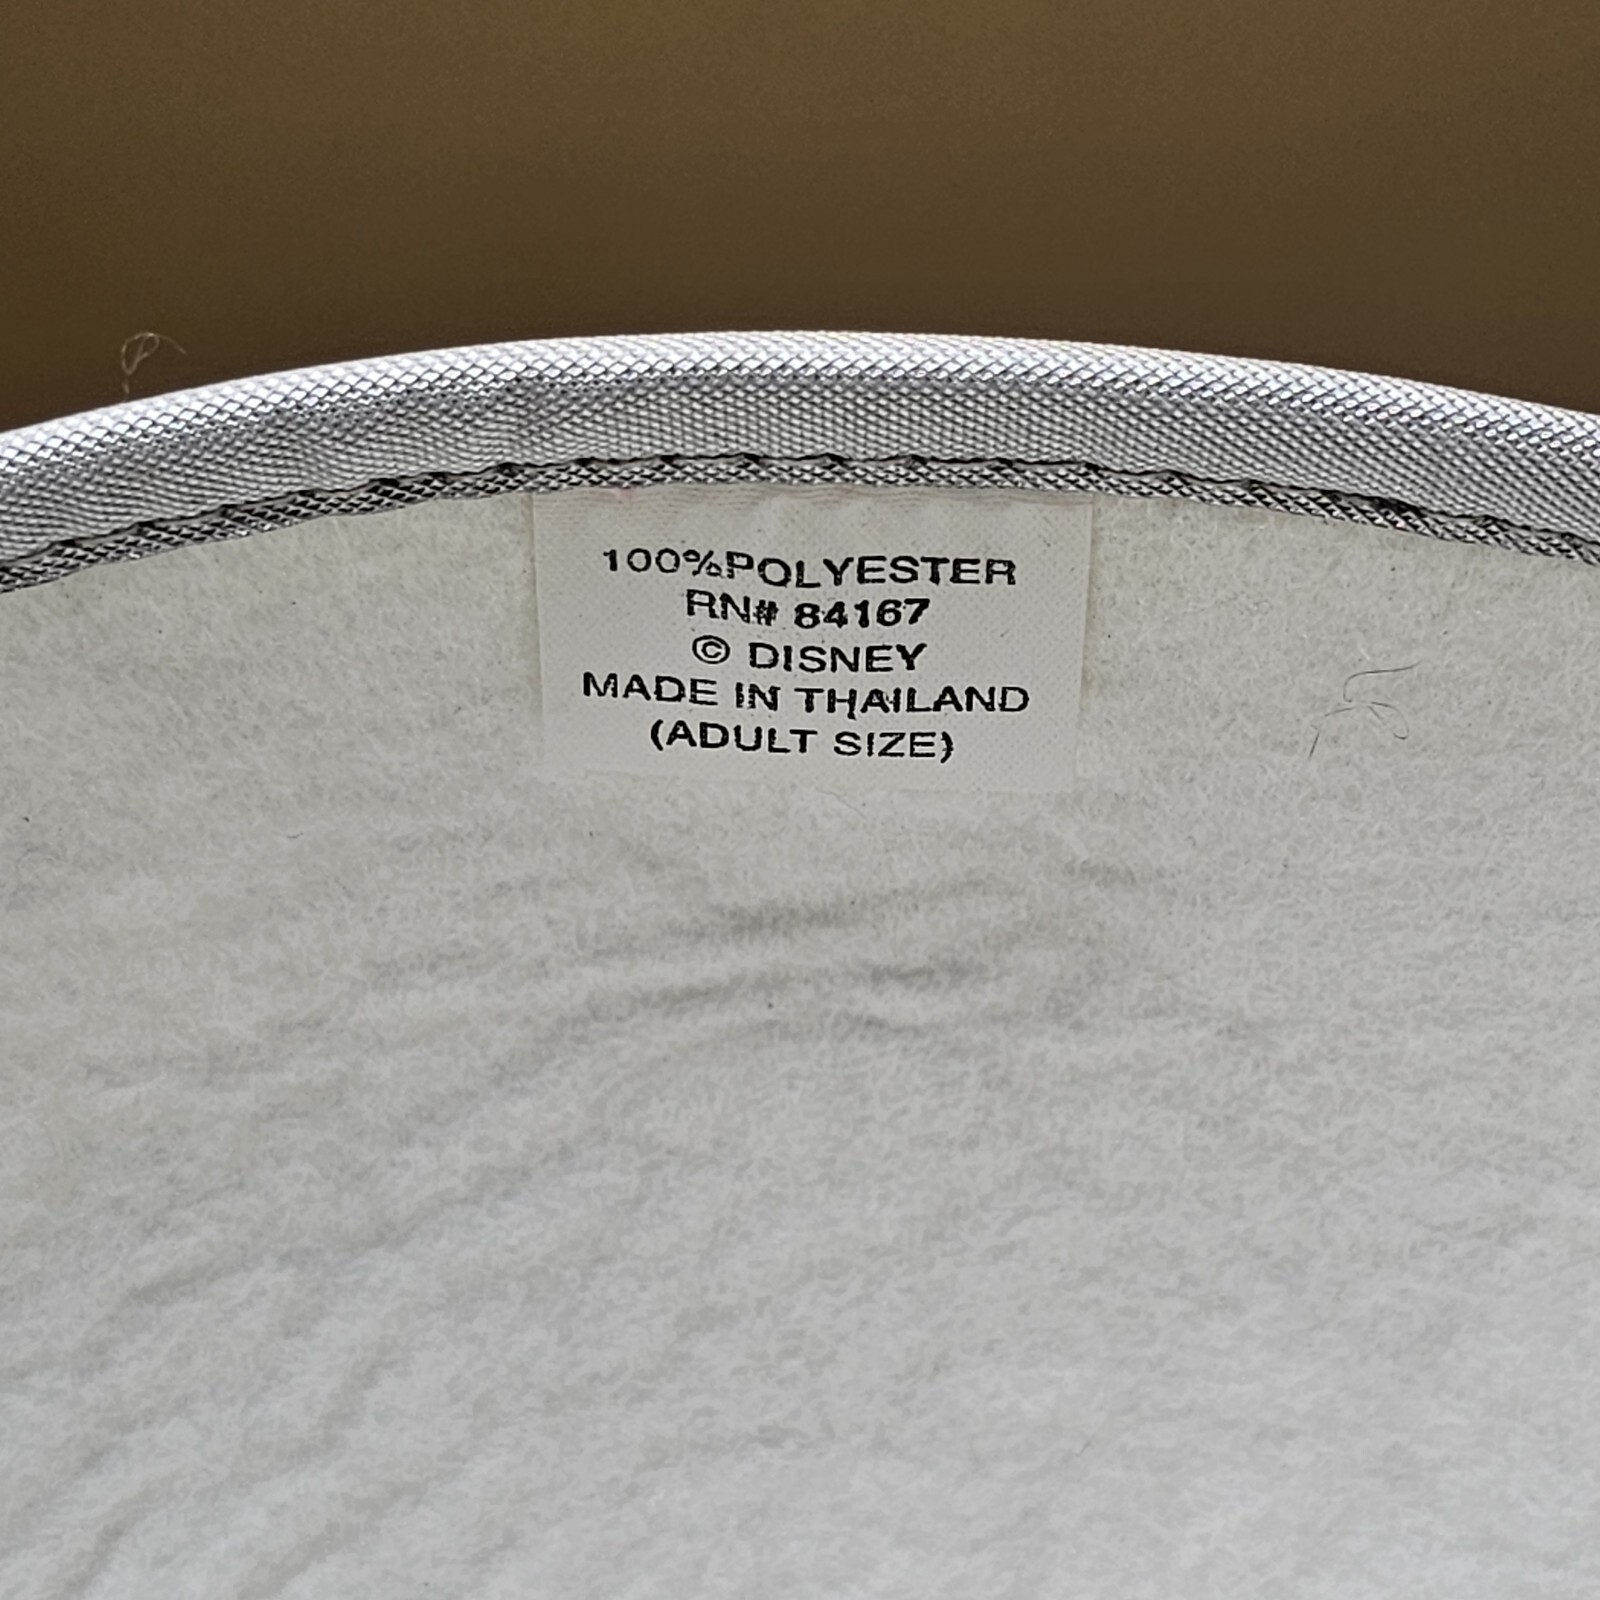 100%POLYESTER
RN# 84167
© DISNEY
MADE IN THAILAND
(ADULT SIZE)